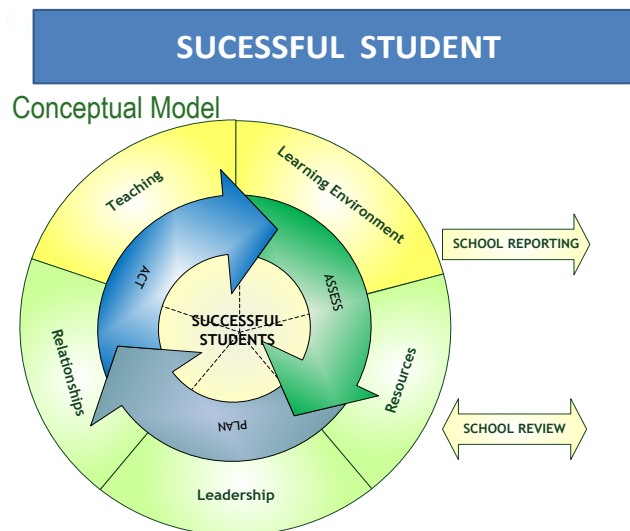 SUCESSFUL STUDENT
Conceptual Model
Teaching
Learning Environment
SCHOOL REPORTING
ACT
ASSESS
SUCCESSFUL
STUDENTS
Relationships
Resources
PLAN
SCHOOL REVIEW
Leadership